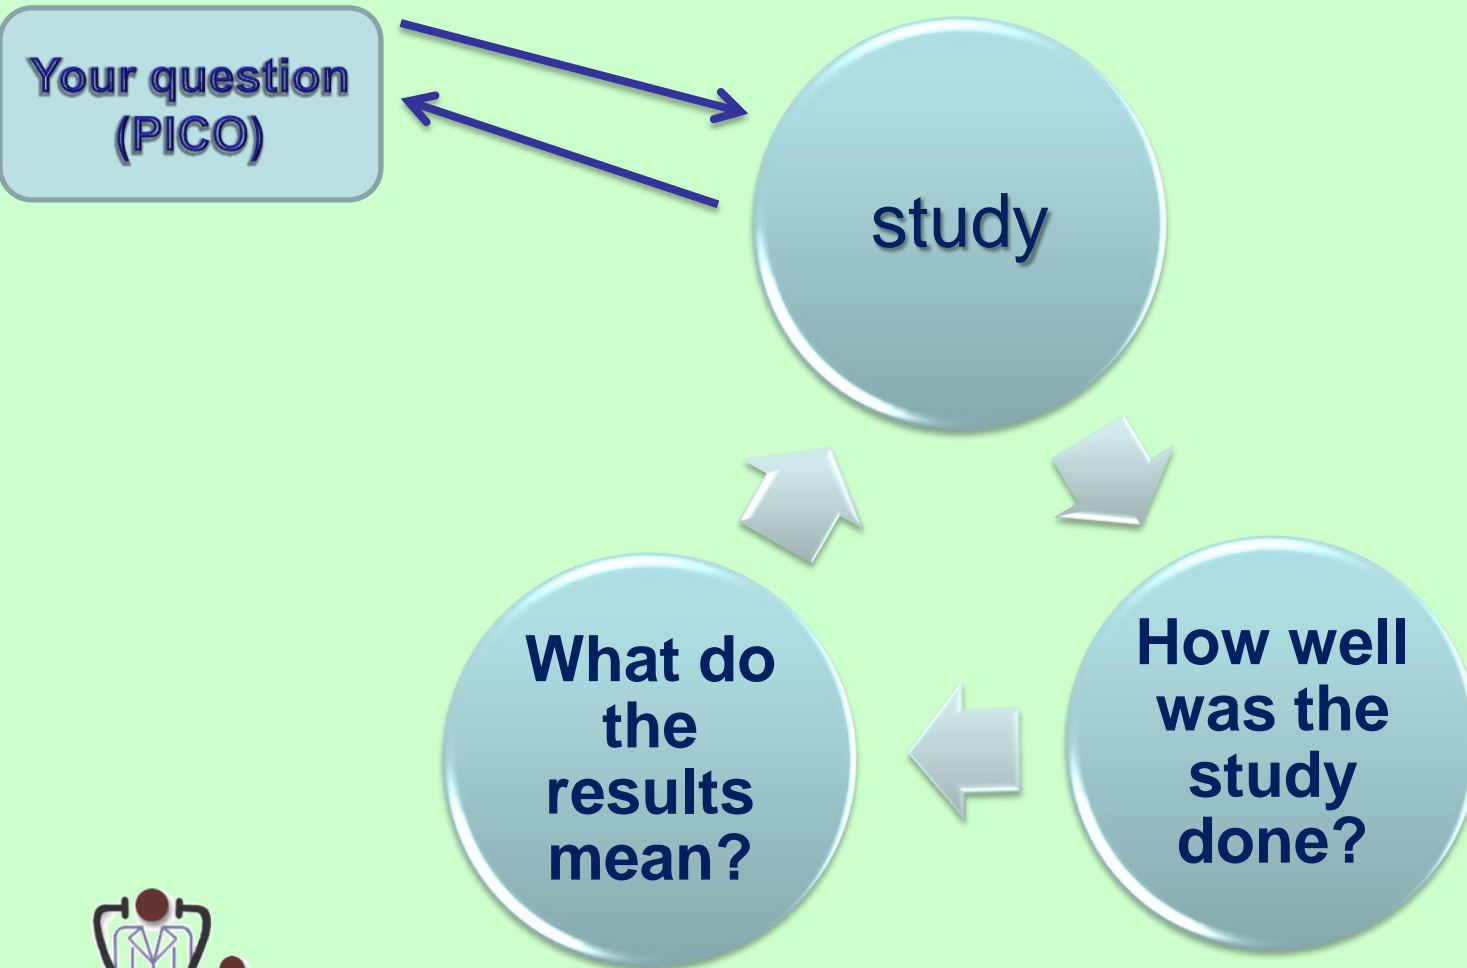 Your question
(PICO)
study
What do
the
results
mean?
How well
was the
study
done?